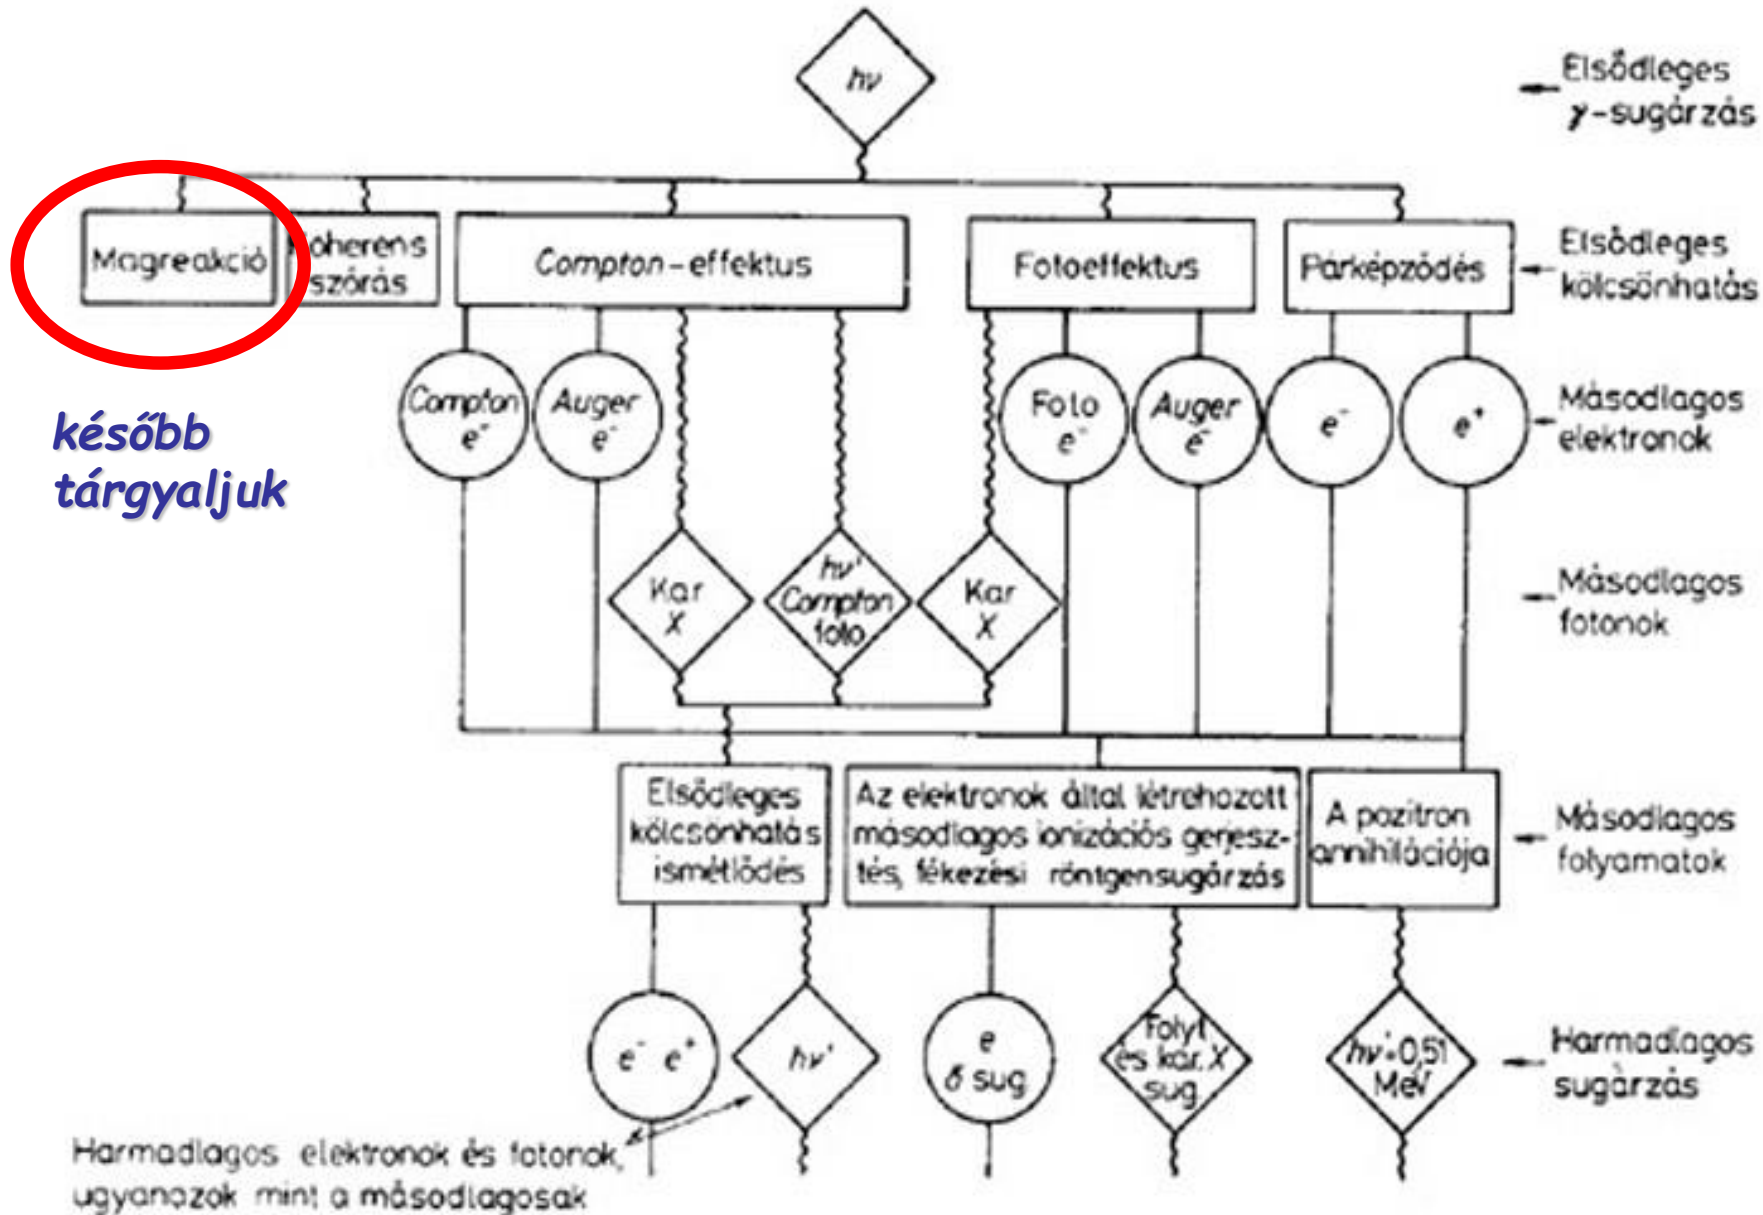 hν
Elsődleges
γ-sugárzás
Magreakció
Koherens
szórás
Compton-effektus
Fotoeffektus
Párképződés
Elsődleges
kölcsönhatás
Compton
e⁻
Auger
e⁻
Foto
e⁻
Auger
e⁻
e⁻
e⁺
Másodlagos
elektronok
később
tárgyaljuk
Kar
X
hν'
Compton
foto
Kar
X
Másodlagos
fotonok
Elsődleges
kölcsönhatás
ismétlődés
Az elektronok által létrehozott
másodlagos ionizációs gerjesz-
tés, fékezési röntgensugárzás
A pozitron
annihilációja
Másodlagos
folyamatok
e⁻ e⁺
hν'
e
δ sug
Folyt
és kar. X
sug
hν'=0,51
MeV
Harmadlagos
sugárzás
Harmadlagos elektronok és fotonok,
ugyanazok mint a másodlagosak